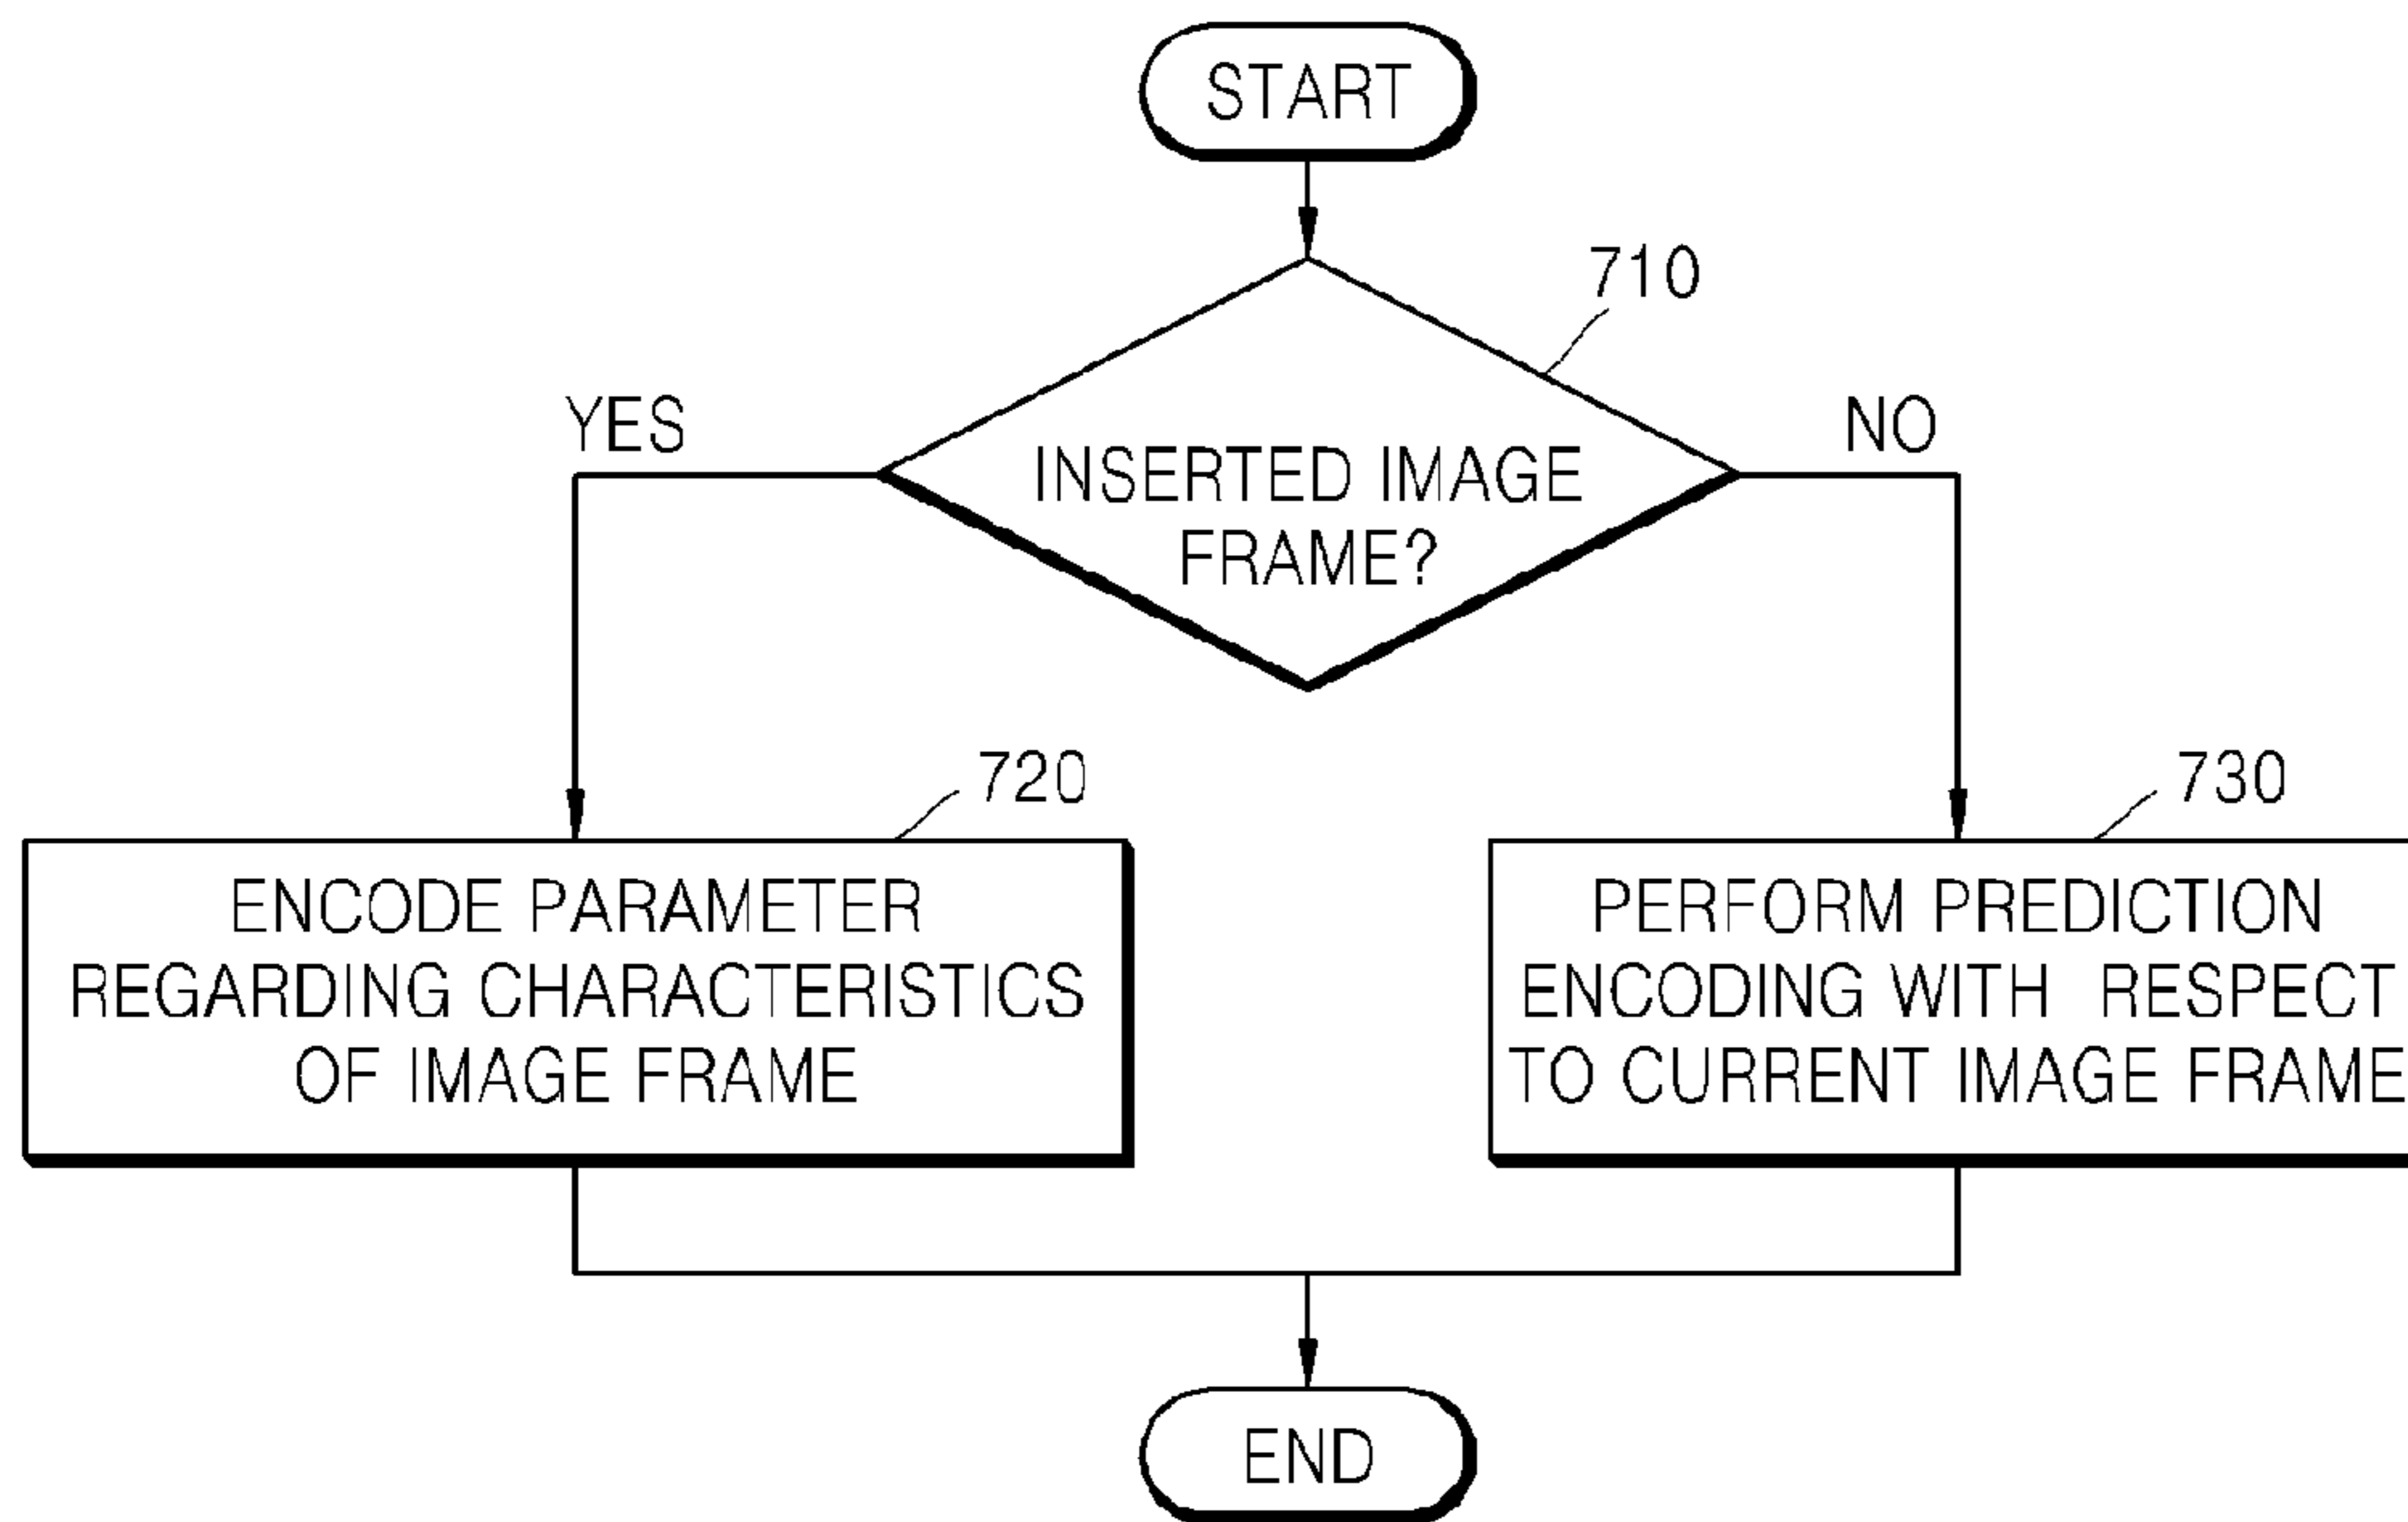 START
710
YES
NO
INSERTED IMAGE
FRAME?
720
730
ENCODE PARAMETER
REGARDING CHARACTERISTICS
OF IMAGE FRAME
PERFORM PREDICTION
ENCODING WITH RESPECT
TO CURRENT IMAGE FRAME
END